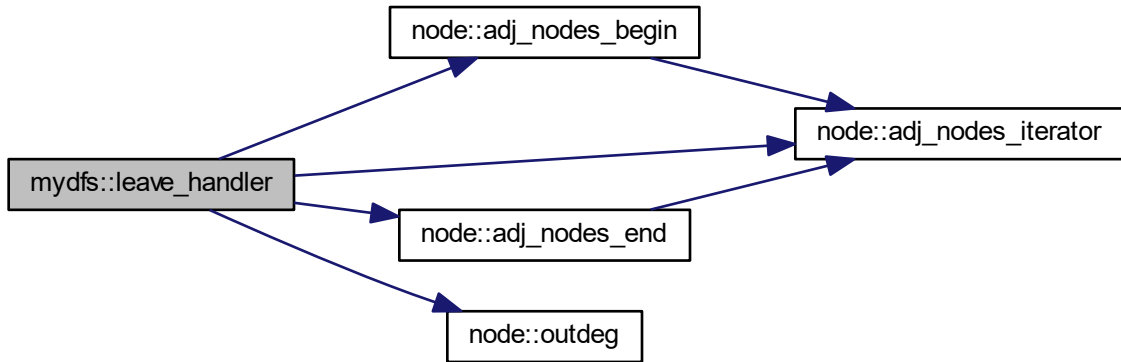 node::adj_nodes_begin
node::adj_nodes_iterator
mydfs::leave_handler
node::adj_nodes_end
node::outdeg